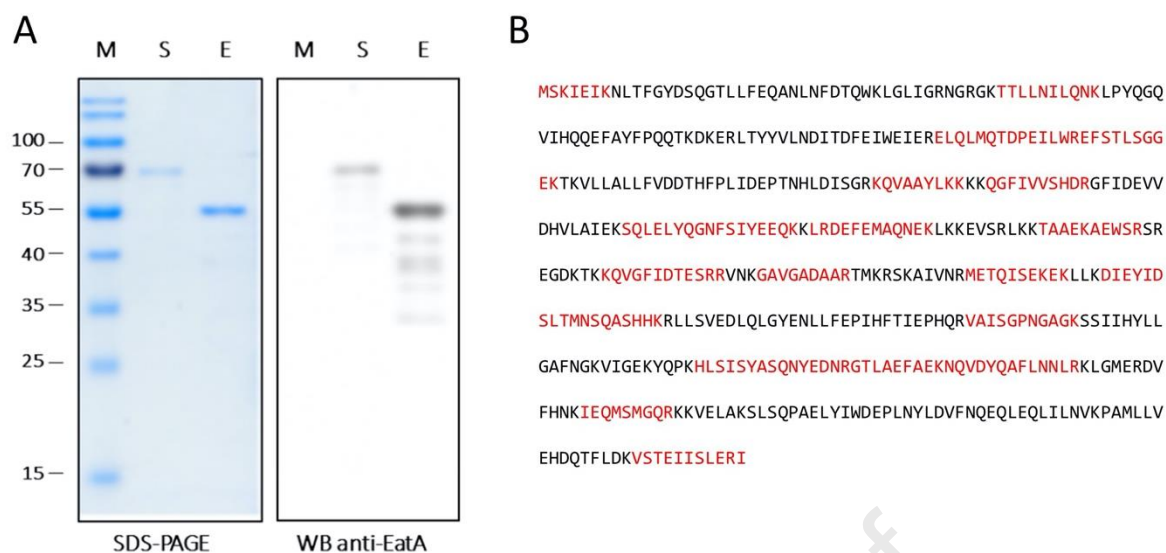 A
B
M S E
M S E
100
70
55
40
35
25
15
SDS-PAGE
WB anti-EatA
MSKIEIKNLTFGYDSQGTLLFEQANLNFDTQWKLGLIGRNGRGKTTLLNILQNKLPYQGQ
VIHQQEFAYFPQQTKDKERLTYYVLNDITDFEIWEIERELQLMQTDPEILWREFSTLSGG
EKTKVLLALLFVDDTHFPLIDEPTNHLDISGRKQVAAYLKKKKQGFIVVSHDRGFIDEVV
DHVLAIEKSQLELYQGNFSIYEEQKKLRDEFEMAQNEKLKKEVSRLKKTAAEKAEWSRSR
EGDKTKKQVGFIDTESRRVNKGAVGADAARTMKRSKAIVNRMETQISEKEKLLKDIEYID
SLTMNSQASHHKRLLSVEDLQLGYENLLFEPIHFTIEPHQRVAISGPNGAGKSSIIHYLL
GAFNGKVIGEKYQPKHLSISYASQNYEDNRGTLAEFAEKNQVDYQAFLNNLRKLGMERDV
FHNKIEQMSMGQRKKVELAKSLSQPAELYIWDEPLNYLDVFNQEQLEQLILNVKPAMLLV
EHDQTFLDKVSTEIISLERI
f